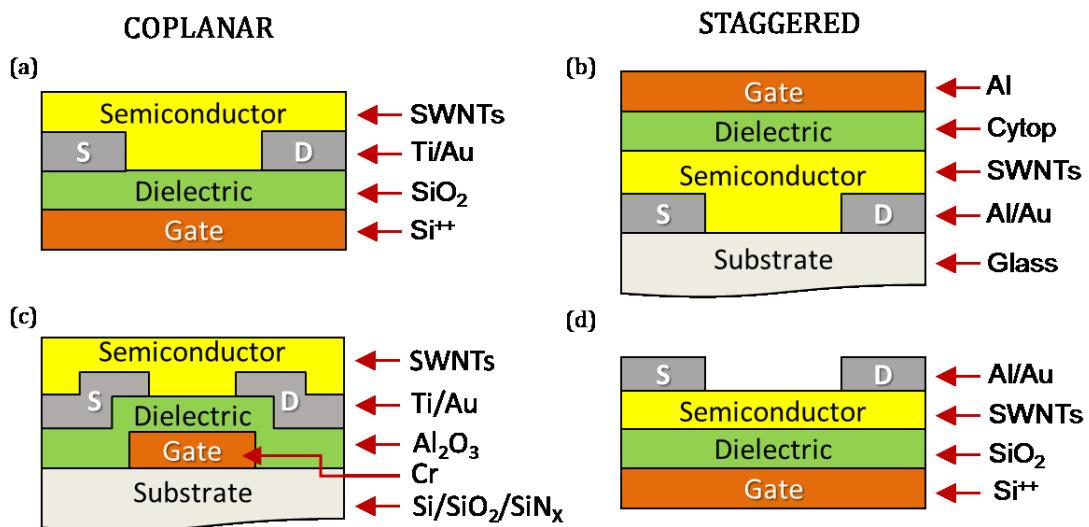 COPLANAR
STAGGERED
(a)
Semiconductor
SWNTs
S
D
Ti/Au
Dielectric
SiO₂
Gate
Si⁺⁺
(b)
Gate
Al
Dielectric
Cytop
Semiconductor
SWNTs
S
D
Al/Au
Substrate
Glass
(c)
Semiconductor
SWNTs
S
D
Ti/Au
Dielectric
Al₂O₃
Gate
Cr
Substrate
Si/SiO₂/SiNₓ
(d)
S
D
Al/Au
Semiconductor
SWNTs
Dielectric
SiO₂
Gate
Si⁺⁺